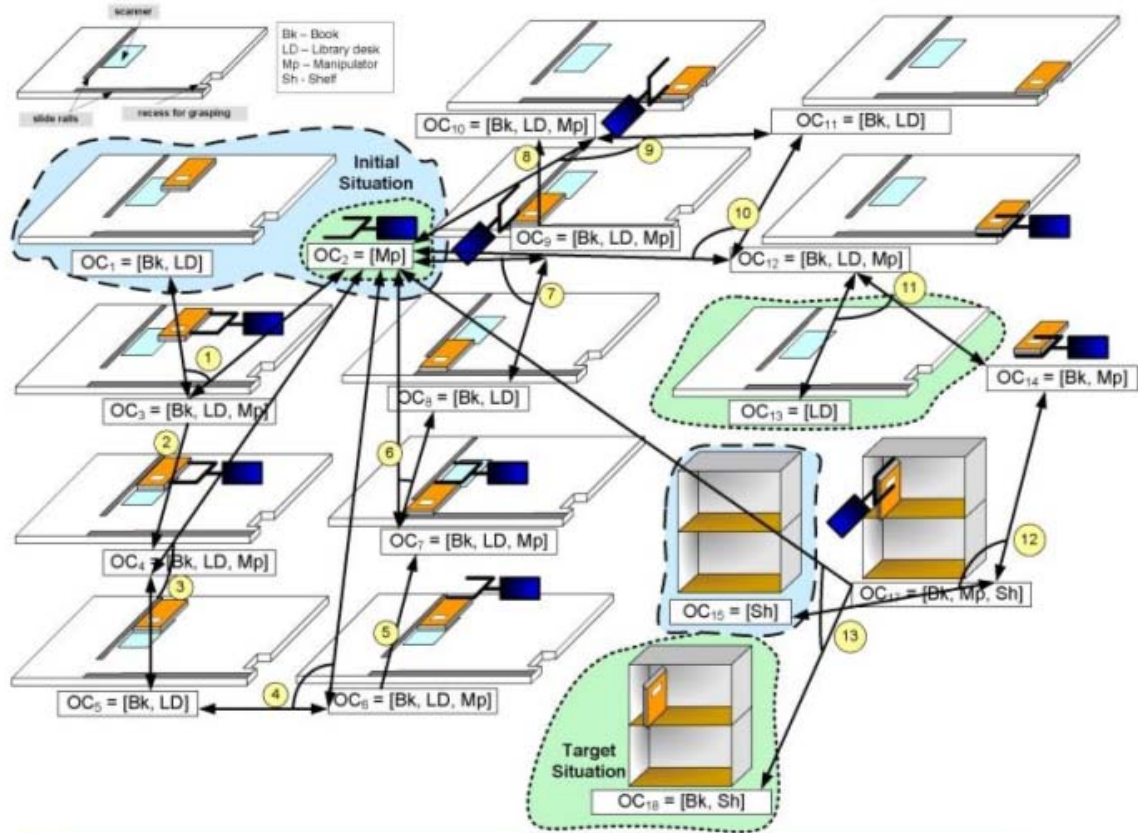 scanner
Bk – Book
LD – Library desk
Mp – Manipulator
Sh - Shelf
slide rails
recess for grasping
OC10 = [Bk, LD, Mp]
OC11 = [Bk, LD]
8
9
Initial
Situation
10
OC1 = [Bk, LD]
OC2 = [Mp]
OC9 = [Bk, LD, Mp]
OC12 = [Bk, LD, Mp]
7
11
1
OC3 = [Bk, LD, Mp]
OC8 = [Bk, LD]
OC13 = [LD]
OC14 = [Bk, Mp]
2
6
OC4 = [Bk, LD, Mp]
OC7 = [Bk, LD, Mp]
12
3
OC15 = [Sh]
[Bk, Mp, Sh]
5
13
4
OC5 = [Bk, LD]
OC6 = [Bk, LD, Mp]
Target
Situation
OC18 = [Bk, Sh]